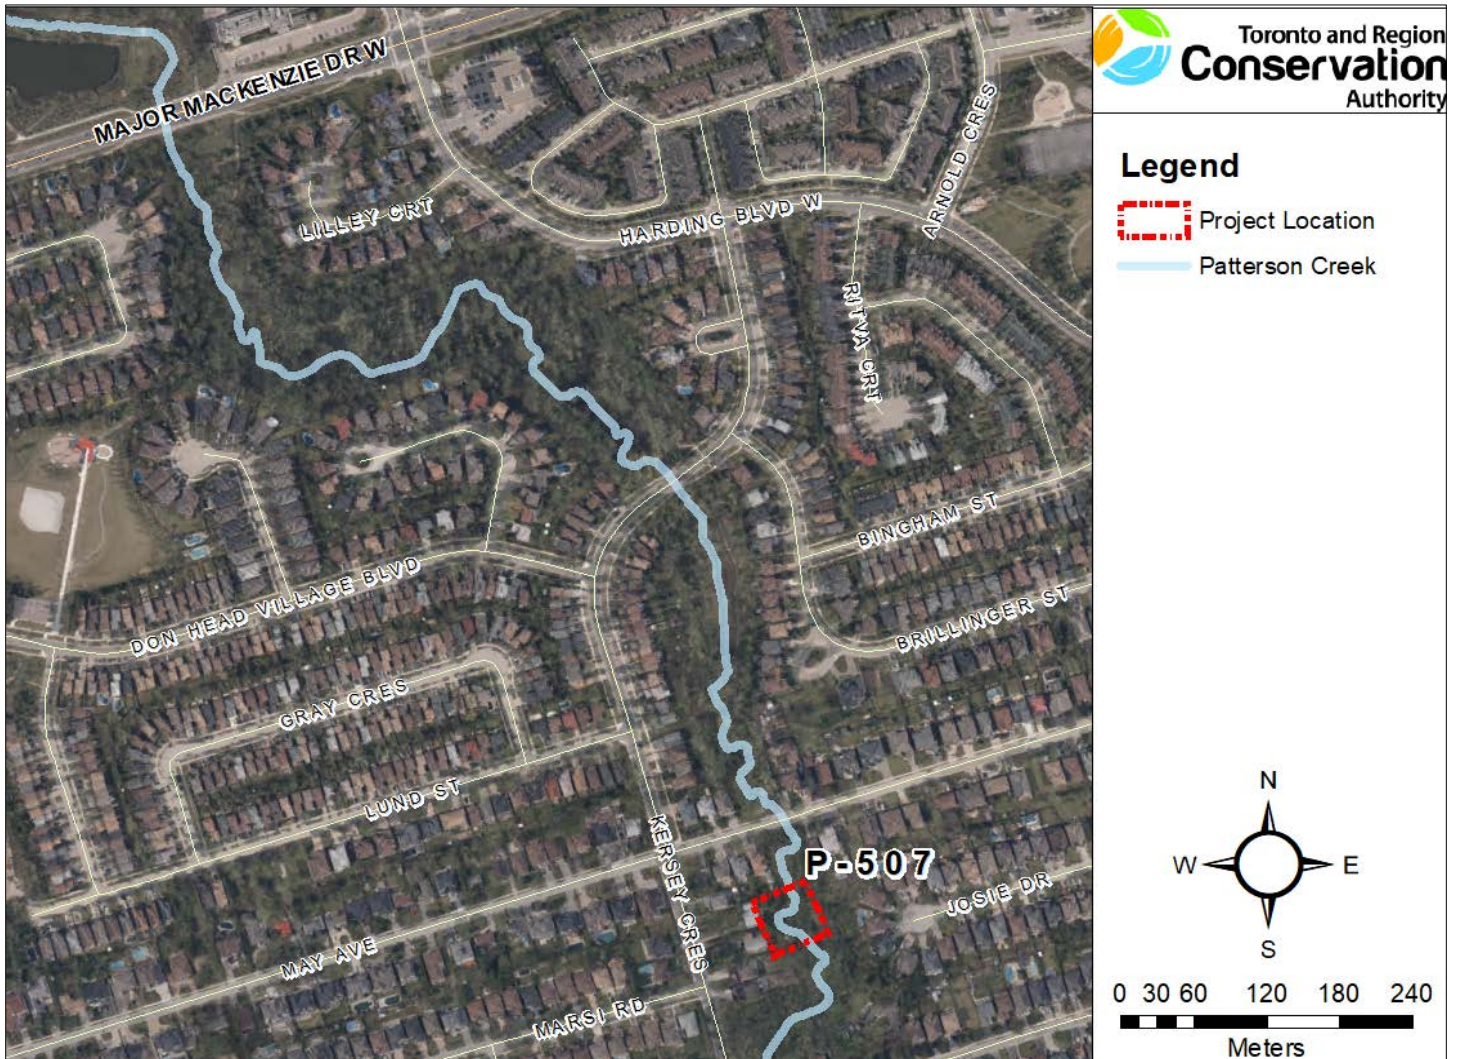 MAJOR MACKENZIE DR W
LILLEY CRT
HARDING BLVD W
ARNOLD CRES
RITVA CRT
BINGHAM ST
BRILLINGER ST
DON HEAD VILLAGE BLVD
GRAY CRES
LUND ST
KERSEY CRES
P-507
JOSIE DR
MAY AVE
MARSI RD
Toronto and Region
Conservation
Authority
Legend
Project Location
Patterson Creek
N
W E
S
0 30 60 120 180 240
Meters